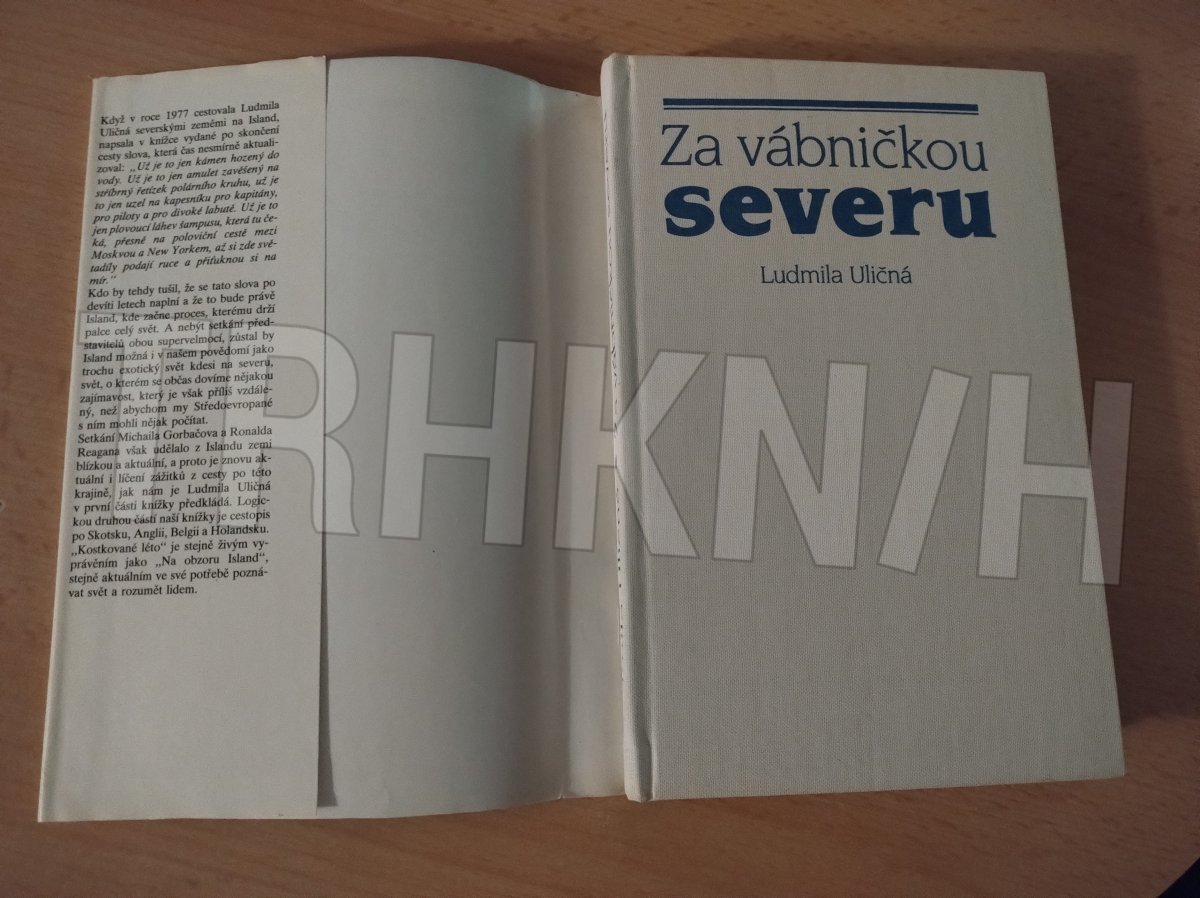 Když v roce 1977 cestovala Ludmila
Uličná severskými zeměmi na Island,
napsala v knížce vydané po skončení
cesty slova, která čas nesmírně aktuali-
zoval: „Už je to jen kámen hozený do
vody. Už je to jen amulet zavěšený na
stříbrný řetízek polárního kruhu, už je
to jen uzel na kapesníku pro kapitány,
pro piloty a pro divoké labutě. Už je to
jen plovoucí láhev šampusu, která tu če-
ká, přesně na poloviční cestě mezi
Moskvou a New Yorkem, až si zde svě-
tadíly podají ruce a přiťuknou si na
mír.“
Kdo by tehdy tušil, že se tato slova po
devíti letech naplní a že to bude právě
Island, kde začne proces, kterému drží
palce celý svět. A nebýt setkání před-
stavitelů obou supervelmocí, zůstal by
Island možná i v našem povědomí jako
trochu exotický svět kdesi na severu,
svět, o kterém se občas dovíme nějakou
zajímavost, který je však příliš vzdále-
ný, než abychom my Středoevropané
s ním mohli nějak počítat.
Setkání Michaila Gorbačova a Ronalda
Reagana však udělalo z Islandu zemi
blízkou a aktuální, a proto je znovu ak-
tuální i líčení zážitků z cesty po této
krajině, jak nám je Ludmila Uličná
v první části knížky předkládá. Logic-
kou druhou částí naší knížky je cestopis
po Skotsku, Anglii, Belgii a Holandsku.
„Kostkované léto“ je stejně živým vy-
právěním jako „Na obzoru Island“,
stejně aktuálním ve své potřebě pozná-
vat svět a rozumět lidem.
Za vábničkou
severu
Ludmila Uličná
TRHKN/H